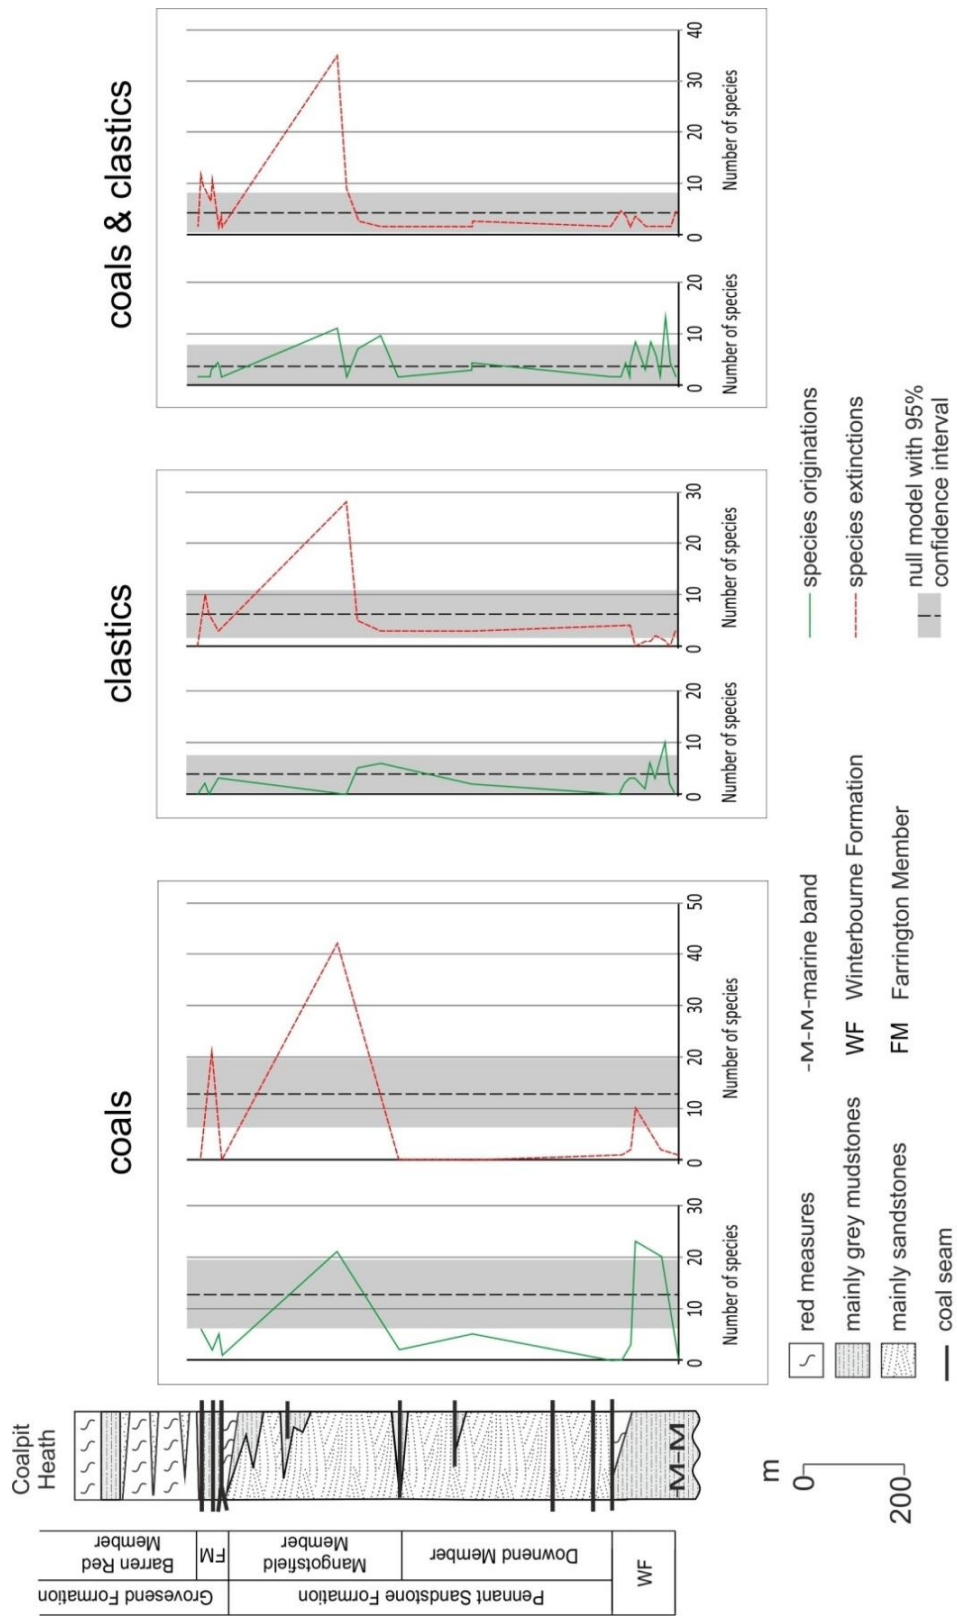 coals
clastics
coals & clastics
Coalpit
Heath
Grovesend Formation
Barren Red
Member
FM
Pennant Sandstone Formation
Mangotsfield
Member
Downend Member
WF
-M-M
0 10 20 30
Number of species
0 10 20 30 40 50
Number of species
0 10 20
Number of species
0 10 20 30
Number of species
0 10 20
Number of species
0 10 20 30 40
Number of species
m
0
200
red measures
mainly grey mudstones
mainly sandstones
coal seam
-M-M-marine band
WF Winterbourne Formation
FM Farrington Member
species originations
species extinctions
null model with 95%
confidence interval